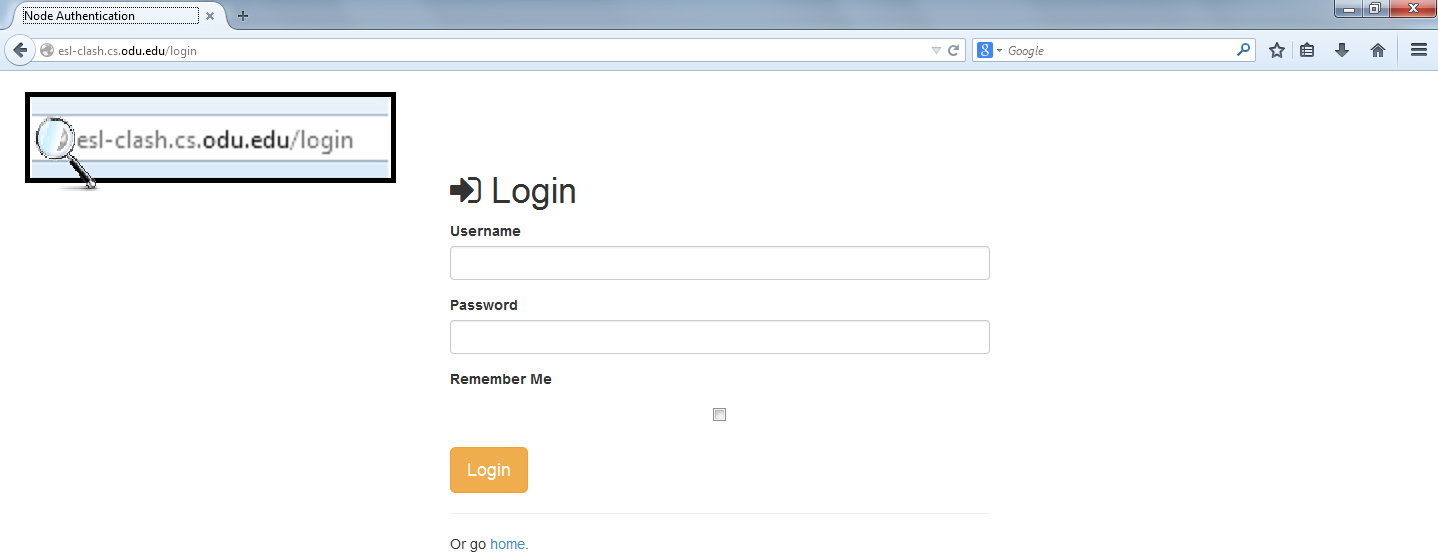 Node Authentication
esl-clash.cs.odu.edu/login
8 Google
esl-clash.cs.odu.edu/login
Login
Username
Password
Remember Me
Login
Or go home.